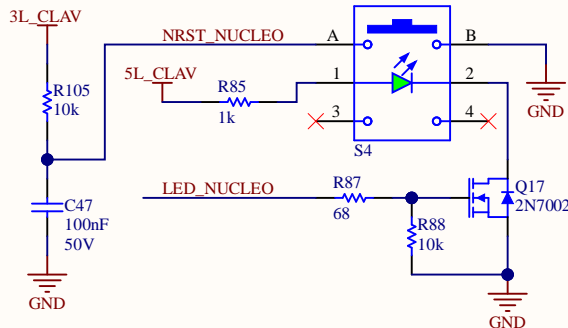 3L_CLAV
NRST_NUCLEO
A
B
R105
10k
5L_CLAV
R85
1k
1
2
3
4
S4
GND
C47
100nF
50V
LED_NUCLEO
R87
68
R88
10k
Q17
2N7002
GND
GND